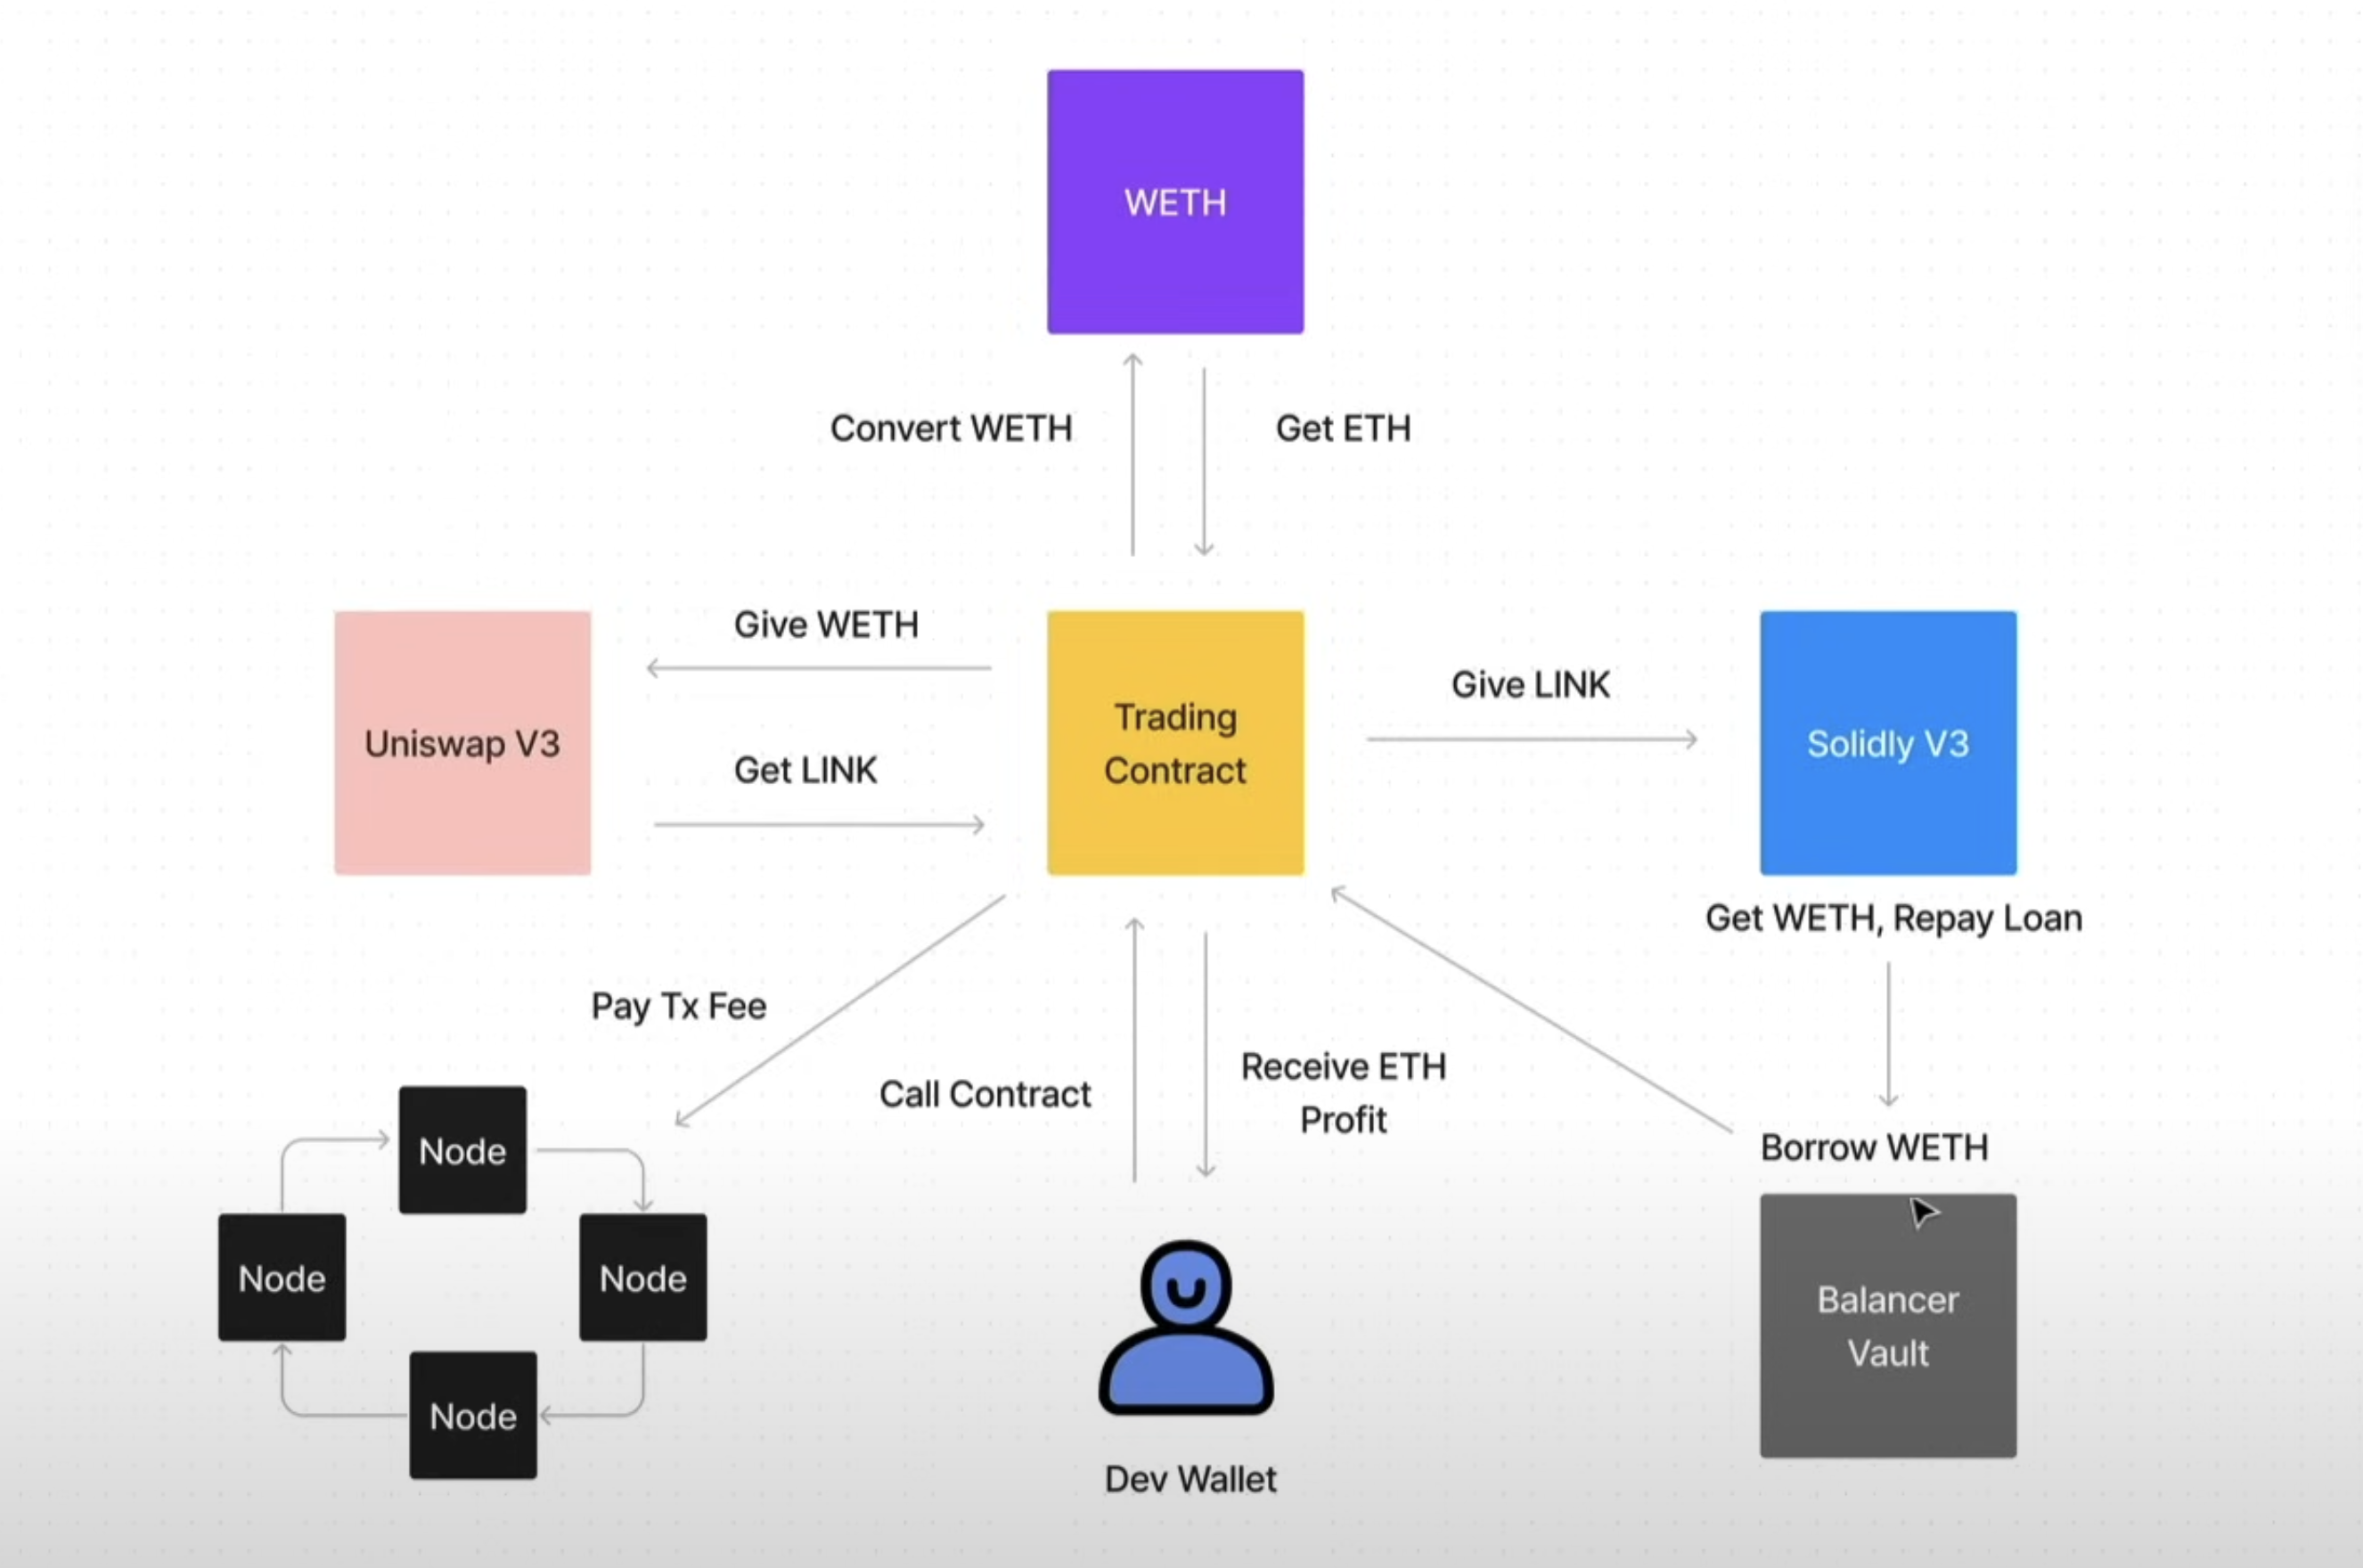 WETH
Convert WETH
Get ETH
Give WETH
Uniswap V3
Get LINK
Trading
Contract
Give LINK
Solidly V3
Get WETH, Repay Loan
Pay Tx Fee
Call Contract
Receive ETH
Profit
Borrow WETH
Node
Node
Node
Node
Balancer
Vault
Dev Wallet